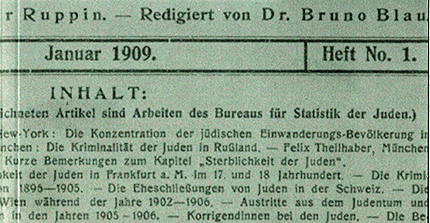 r Ruppin. — Redigiert von Dr. Bruno Blau.
Januar 1909. Heft No. 1.
INHALT:
ichneten Artikel sind Arbeiten des Bureaus für Statistik der Juden.)
New-York: Die Konzentration der jüdischen Einwanderungs-Bevölkerung in
nchen: Die Kriminalität der Juden in Rußland. — Felix Theilhaber, München
Kurze Bemerkungen zum Kapitel „Sterblichkeit der Juden".
hkeit der Juden in Frankfurt a. M. im 17. und 18 Jahrhundert. — Die Krimi
on 1896—1905. — Die Eheschließungen von Juden in der Schweiz. — Die
Wien während der Jahre 1902—1906. — Austritte aus dem Judentum und
in den Jahren 1905-1906. — Korrigendinnen bei den Juden. — Die Be